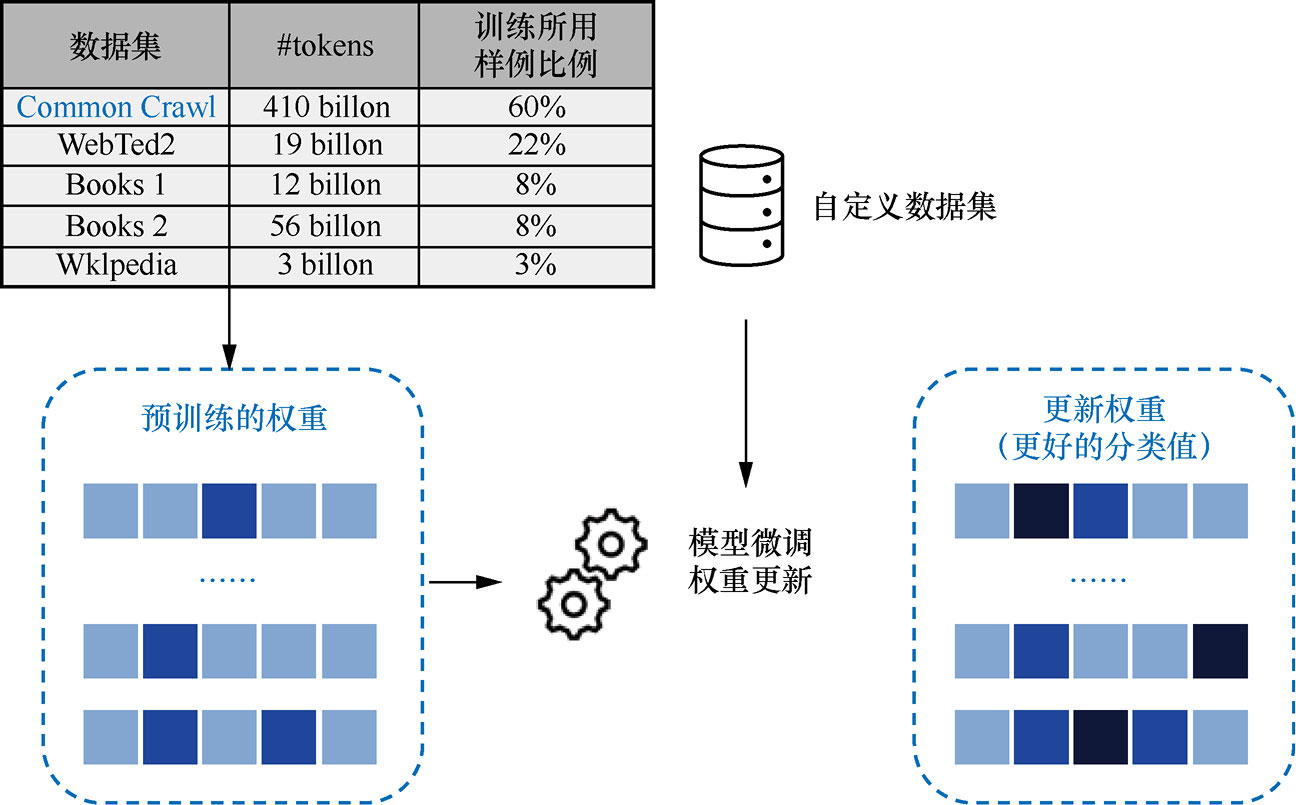 数据集 #tokens 训练所用
样例比例
Common Crawl 410 billon 60%
WebTed2 19 billon 22%
Books 1 12 billon 8%
Books 2 56 billon 8%
Wklpedia 3 billon 3%
自定义数据集
预训练的权重
……
模型微调
权重更新
更新权重
（更好的分类值）
……